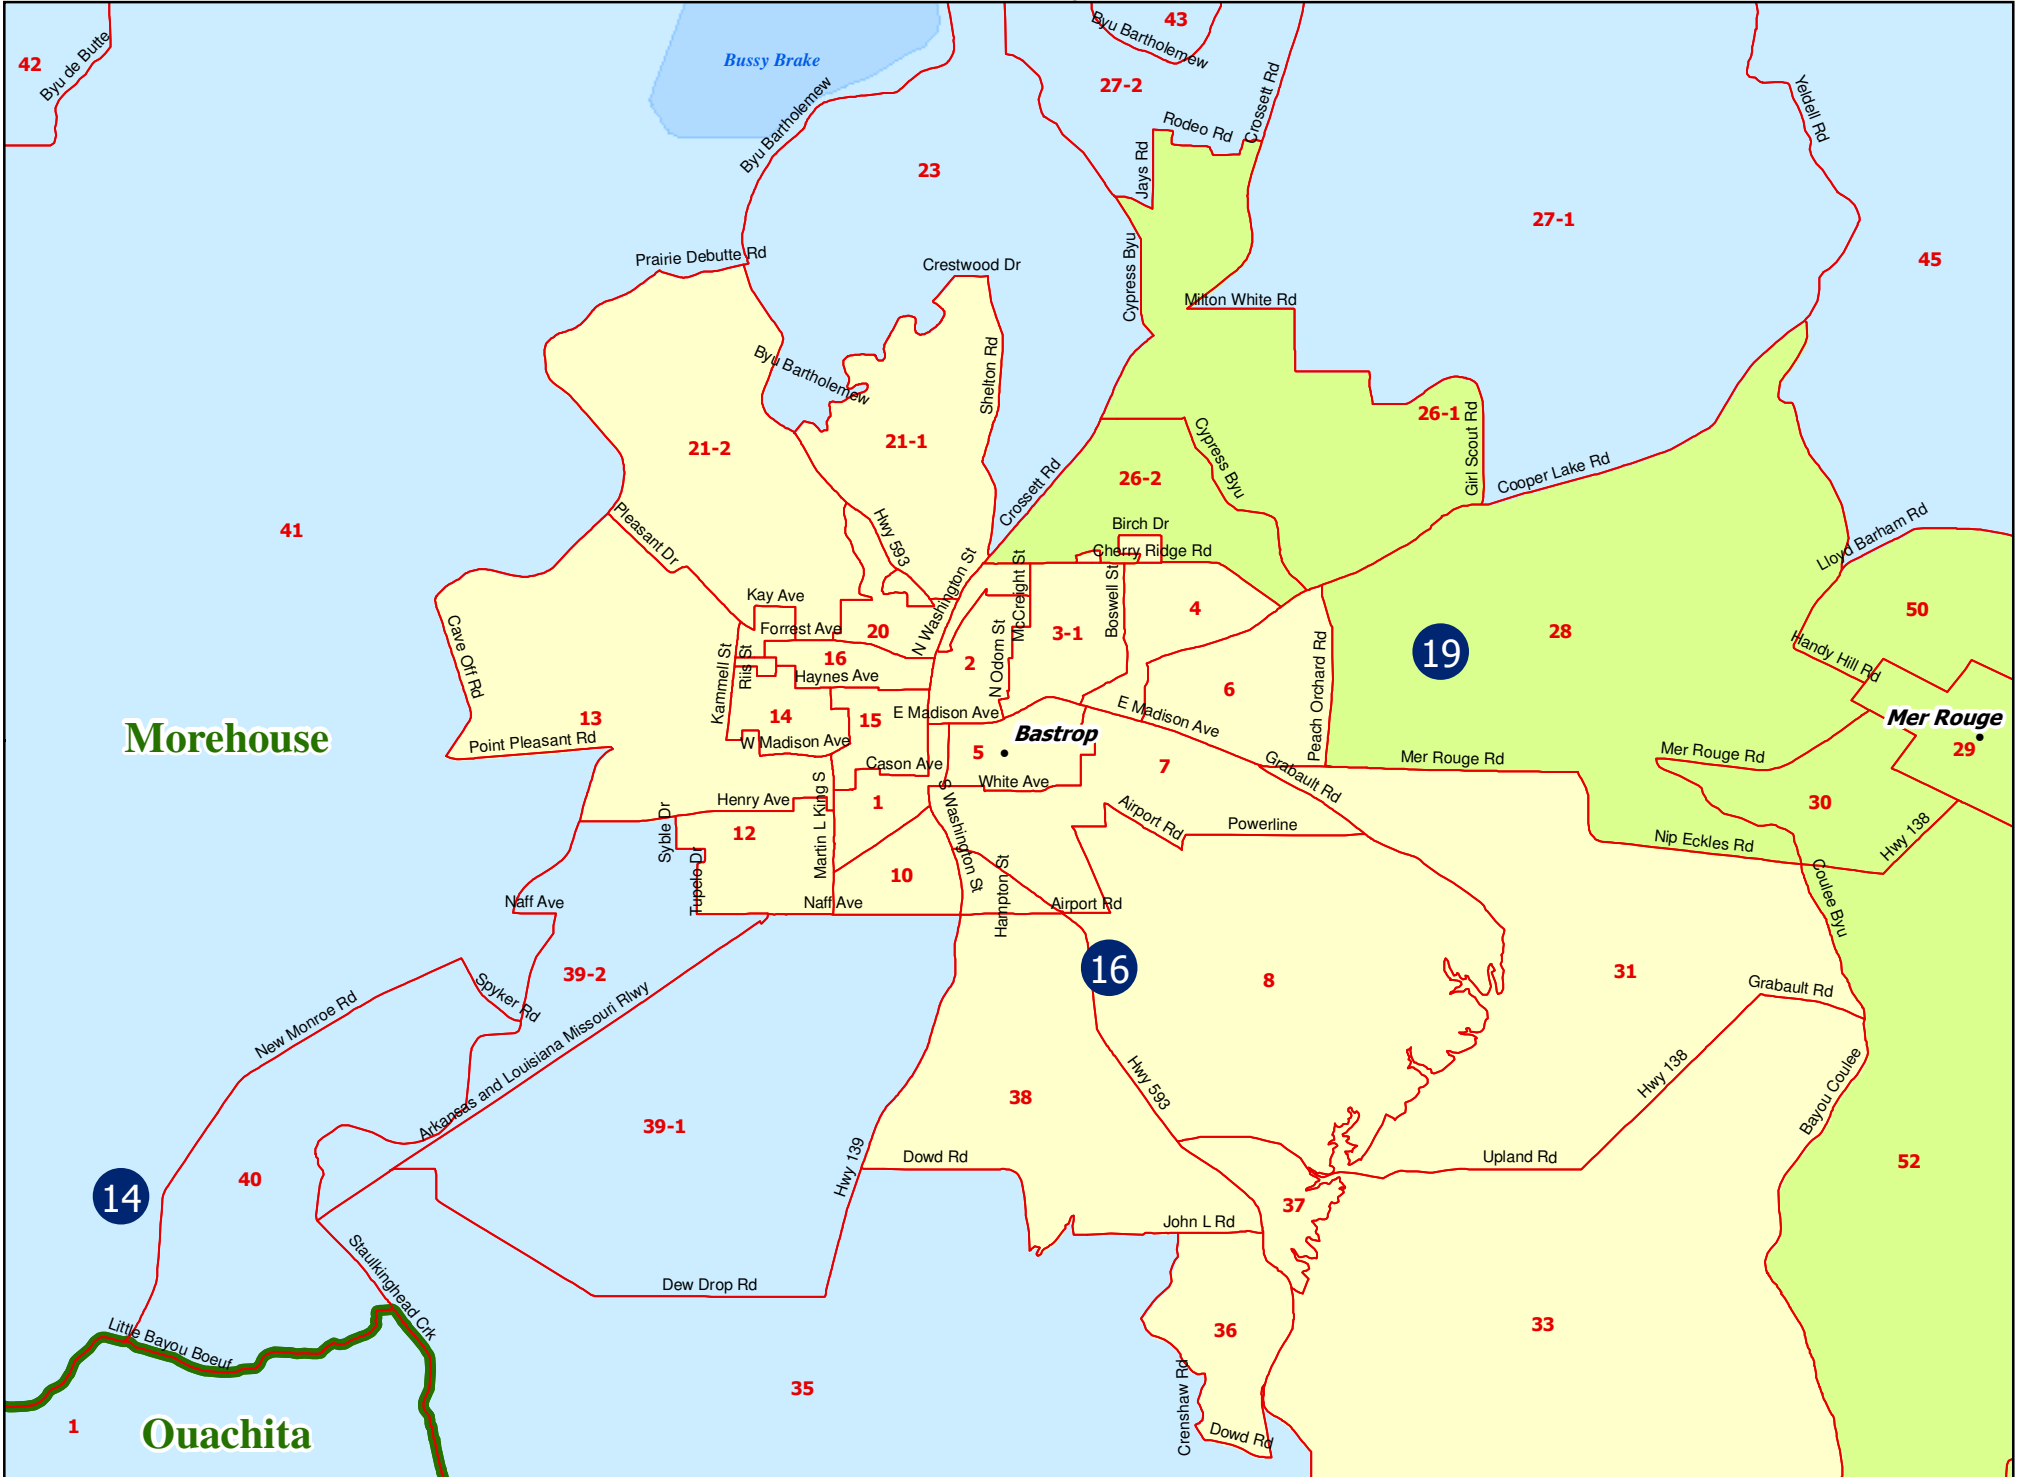 43
Byu Bartholemew
42
Byu de Butte
Bussy Brake
27-2
Crossett Rd
Yeldell Rd
Byu Bartholemew
Rodeo Rd
Jays Rd
23
27-1
45
Prairie Debutte Rd
Crestwood Dr
Cypress Byu
Milton White Rd
Byu Bartholemew
Shelton Rd
26-1
Girl Scout Rd
21-2
21-1
Cypress Byu
Cooper Lake Rd
26-2
Crossett Rd
41
Pleasant Dr
Hwy 593
Birch Dr
Cherry Ridge Rd
Lloyd Barham Rd
N Washington St
McCreight St
Boswell St
Kay Ave
4
50
Forrest Ave
20
3-1
28
Cave Off Rd
Kammell St
Riis St
16
2
N Odom St
19
Handy Hill Rd
Haynes Ave
6
Peach Orchard Rd
13
14
15
E Madison Ave
E Madison Ave
Mer Rouge
Morehouse
Point Pleasant Rd
W Madison Ave
Bastrop
5
29
Mer Rouge Rd
Mer Rouge Rd
Cason Ave
7
Grabault Rd
White Ave
Henry Ave
Martin L King S
1
S Washington St
Airport Rd
Powerline
30
Hwy 138
Syble Dr
12
Nip Eckles Rd
Tupelo Dr
10
Hampton St
Coulee Byu
Naff Ave
Naff Ave
Airport Rd
39-2
16
8
31
Spyker Rd
New Monroe Rd
Grabault Rd
Arkansas and Louisiana Missouri Rlwy
Hwy 593
Hwy 138
Bayou Coulee
38
39-1
Hwy 139
Dowd Rd
Upland Rd
52
14
40
37
John L Rd
Staulkinghead Crk
Dew Drop Rd
Little Bayou Boeuf
36
33
Crenshaw Rd
35
1
Ouachita
Dowd Rd